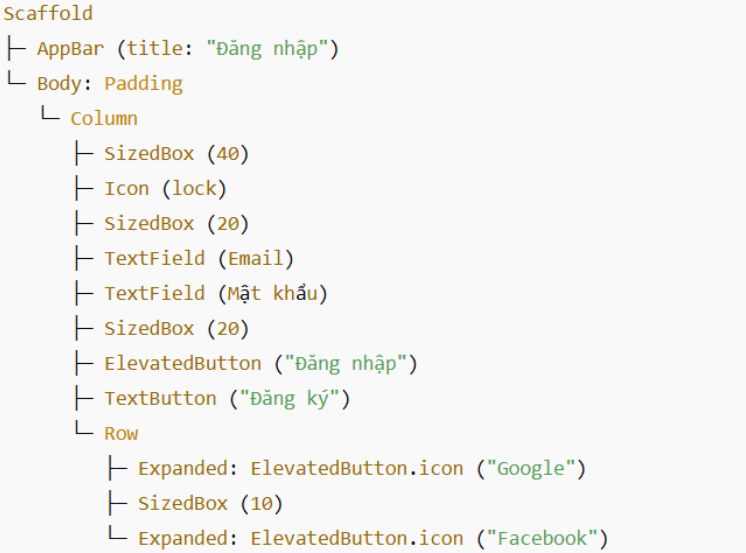 Scaffold
├─ AppBar (title: "Đăng nhập")
└─ Body: Padding
   └─ Column
      ├─ SizedBox (40)
      ├─ Icon (lock)
      ├─ SizedBox (20)
      ├─ TextField (Email)
      ├─ TextField (Mật khẩu)
      ├─ SizedBox (20)
      ├─ ElevatedButton ("Đăng nhập")
      ├─ TextButton ("Đăng ký")
      └─ Row
         ├─ Expanded: ElevatedButton.icon ("Google")
         ├─ SizedBox (10)
         └─ Expanded: ElevatedButton.icon ("Facebook")